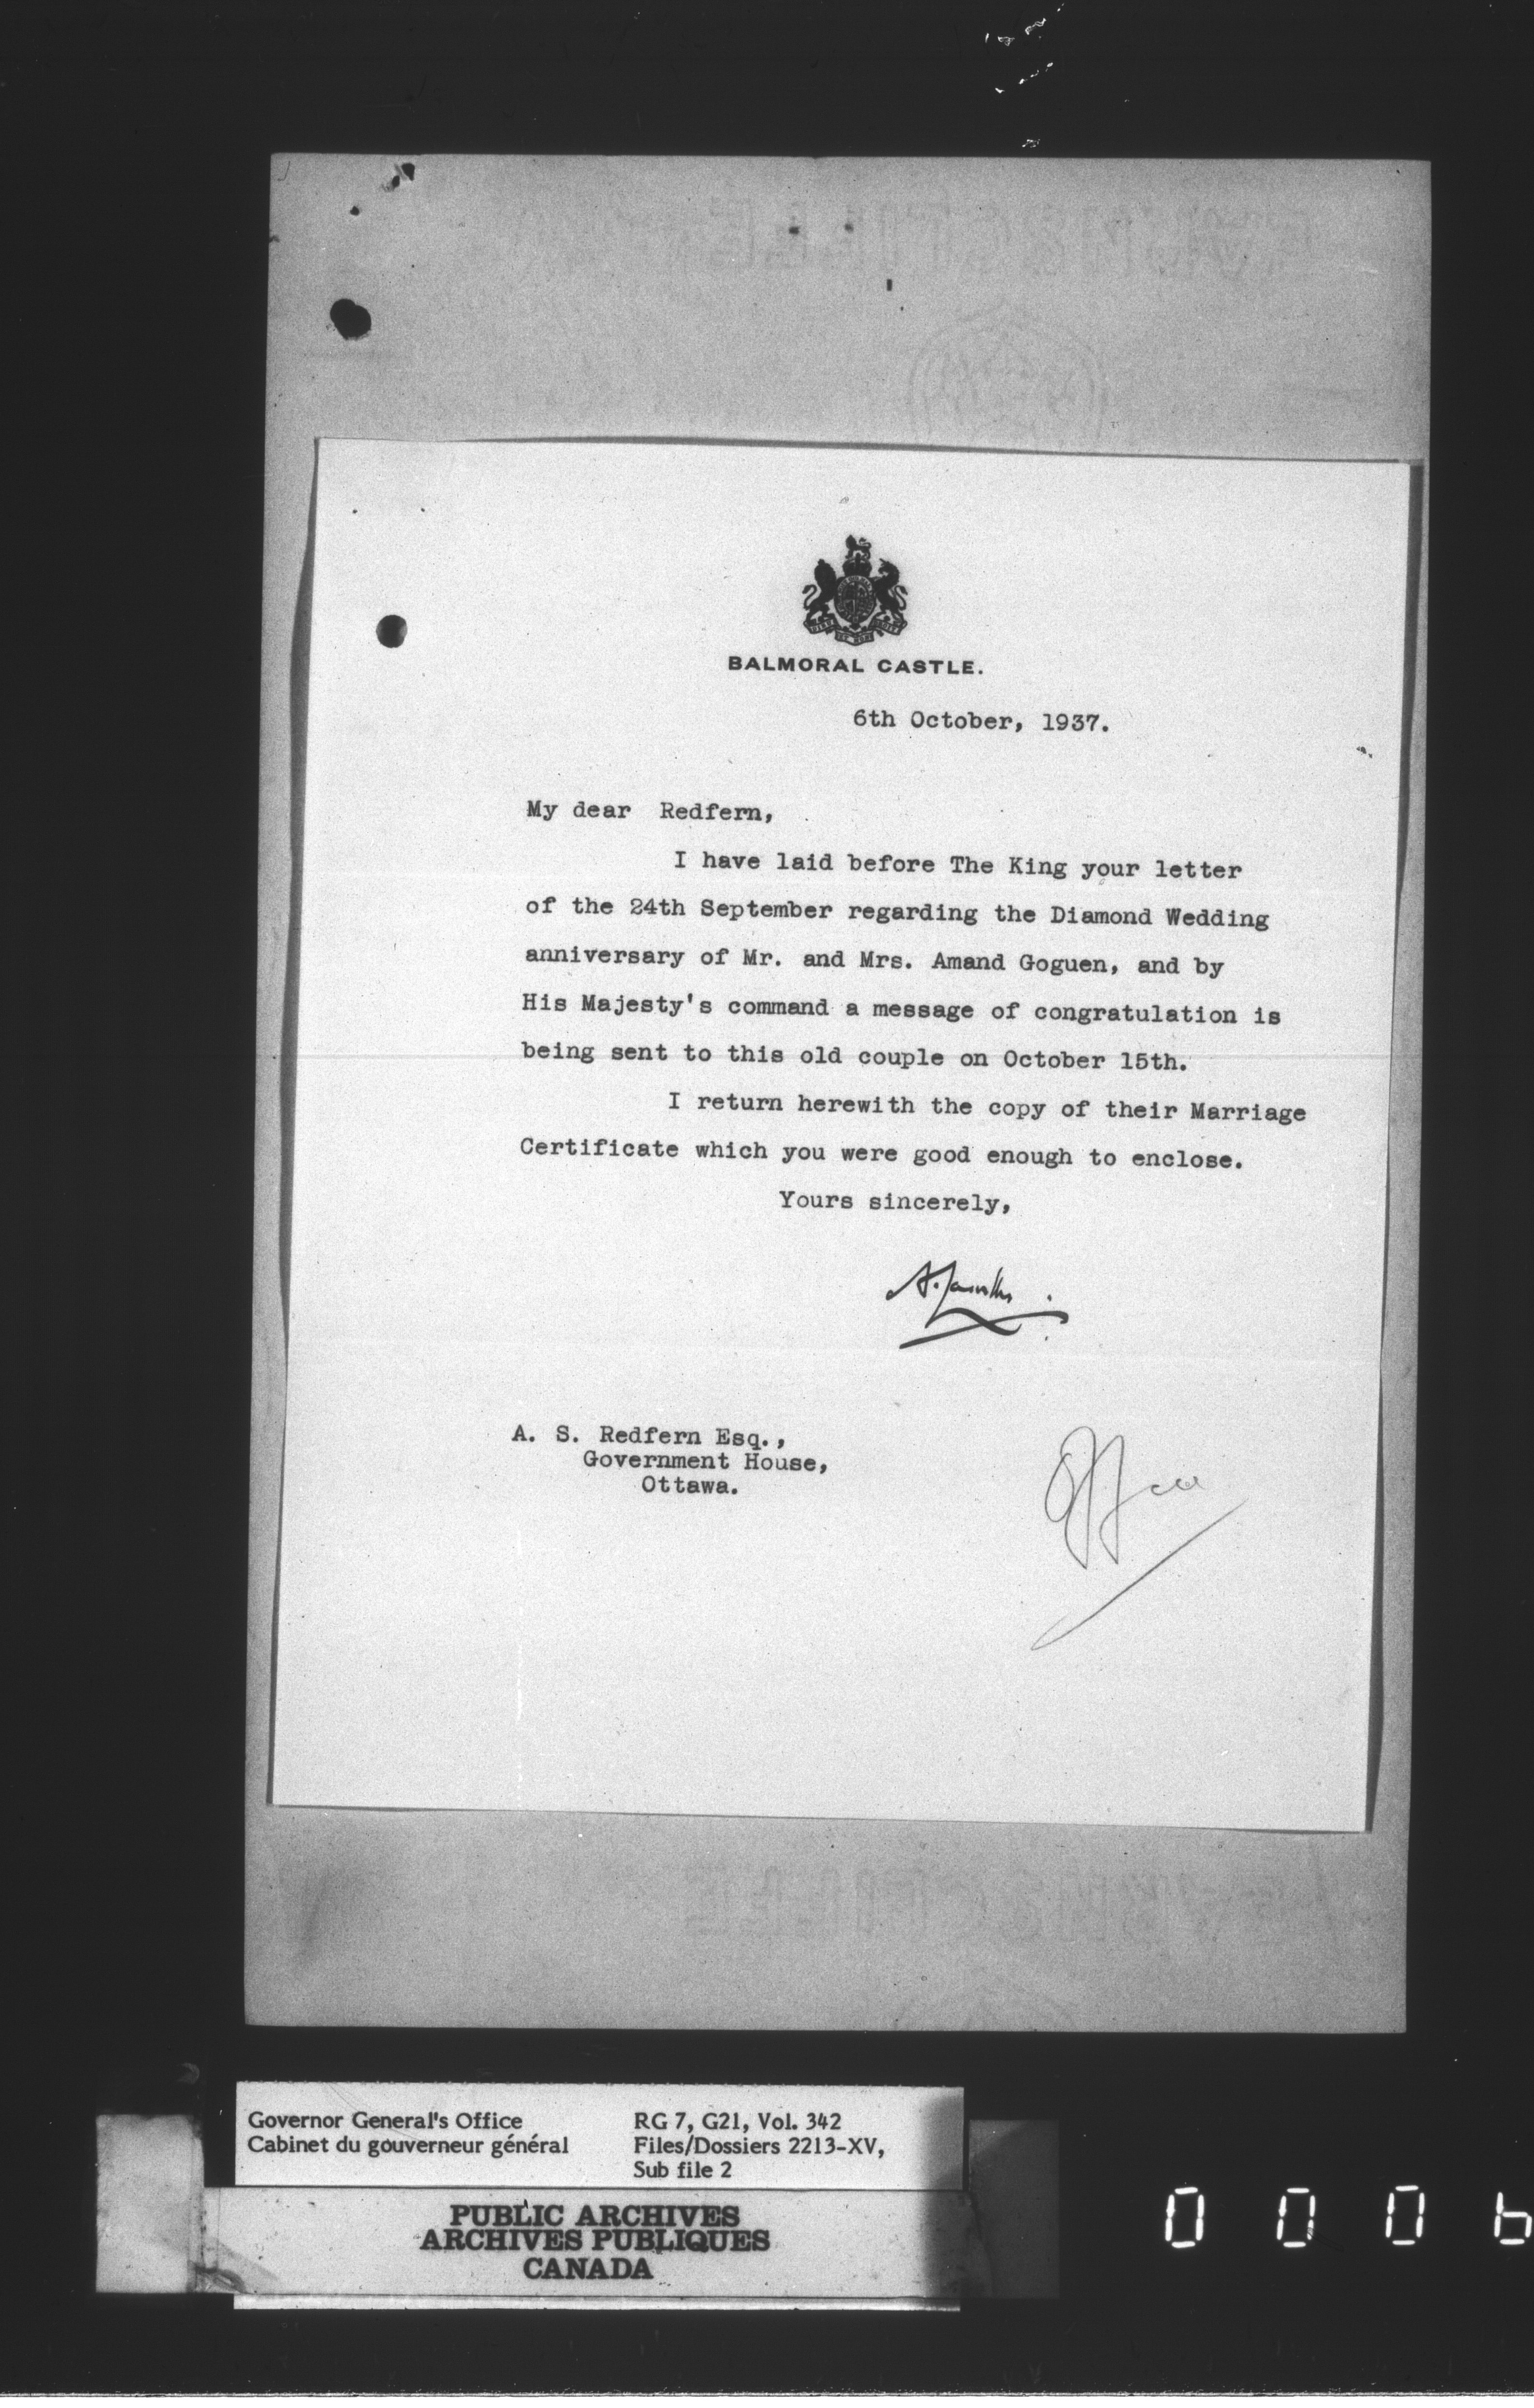 BALMORAL CASTLE.
6th October, 1937.
My dear Redfern,
I have laid before The King your letter
of the 24th September regarding the Diamond Wedding
anniversary of Mr. and Mrs. Amand Goguen, and by
His Majesty's command a message of congratulation is
being sent to this old couple on October 15th.
I return herewith the copy of their Marriage
Certificate which you were good enough to enclose.
Yours sincerely,
A. S. Redfern Esq.,
Government House,
Ottawa.
Governor General's Office
Cabinet du gouverneur général
RG 7, G21, Vol. 342
Files/Dossiers 2213-XV,
Sub file 2
PUBLIC ARCHIVES
ARCHIVES PUBLIQUES
CANADA
0006